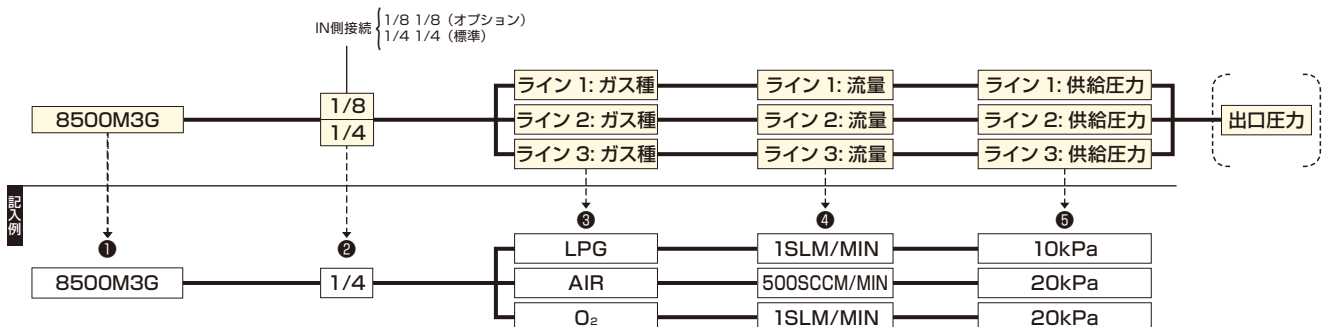 IN側接続
1/8 1/8（オプション）
1/4 1/4（標準）
8500M3G
1/8
1/4
ライン 1: ガス種
ライン 1: 流量
ライン 1: 供給圧力
ライン 2: ガス種
ライン 2: 流量
ライン 2: 供給圧力
ライン 3: ガス種
ライン 3: 流量
ライン 3: 供給圧力
出口圧力
記入例
❶
❷
❸
❹
❺
8500M3G
1/4
LPG
1SLM/MIN
10kPa
AIR
500SCCM/MIN
20kPa
O₂
1SLM/MIN
20kPa